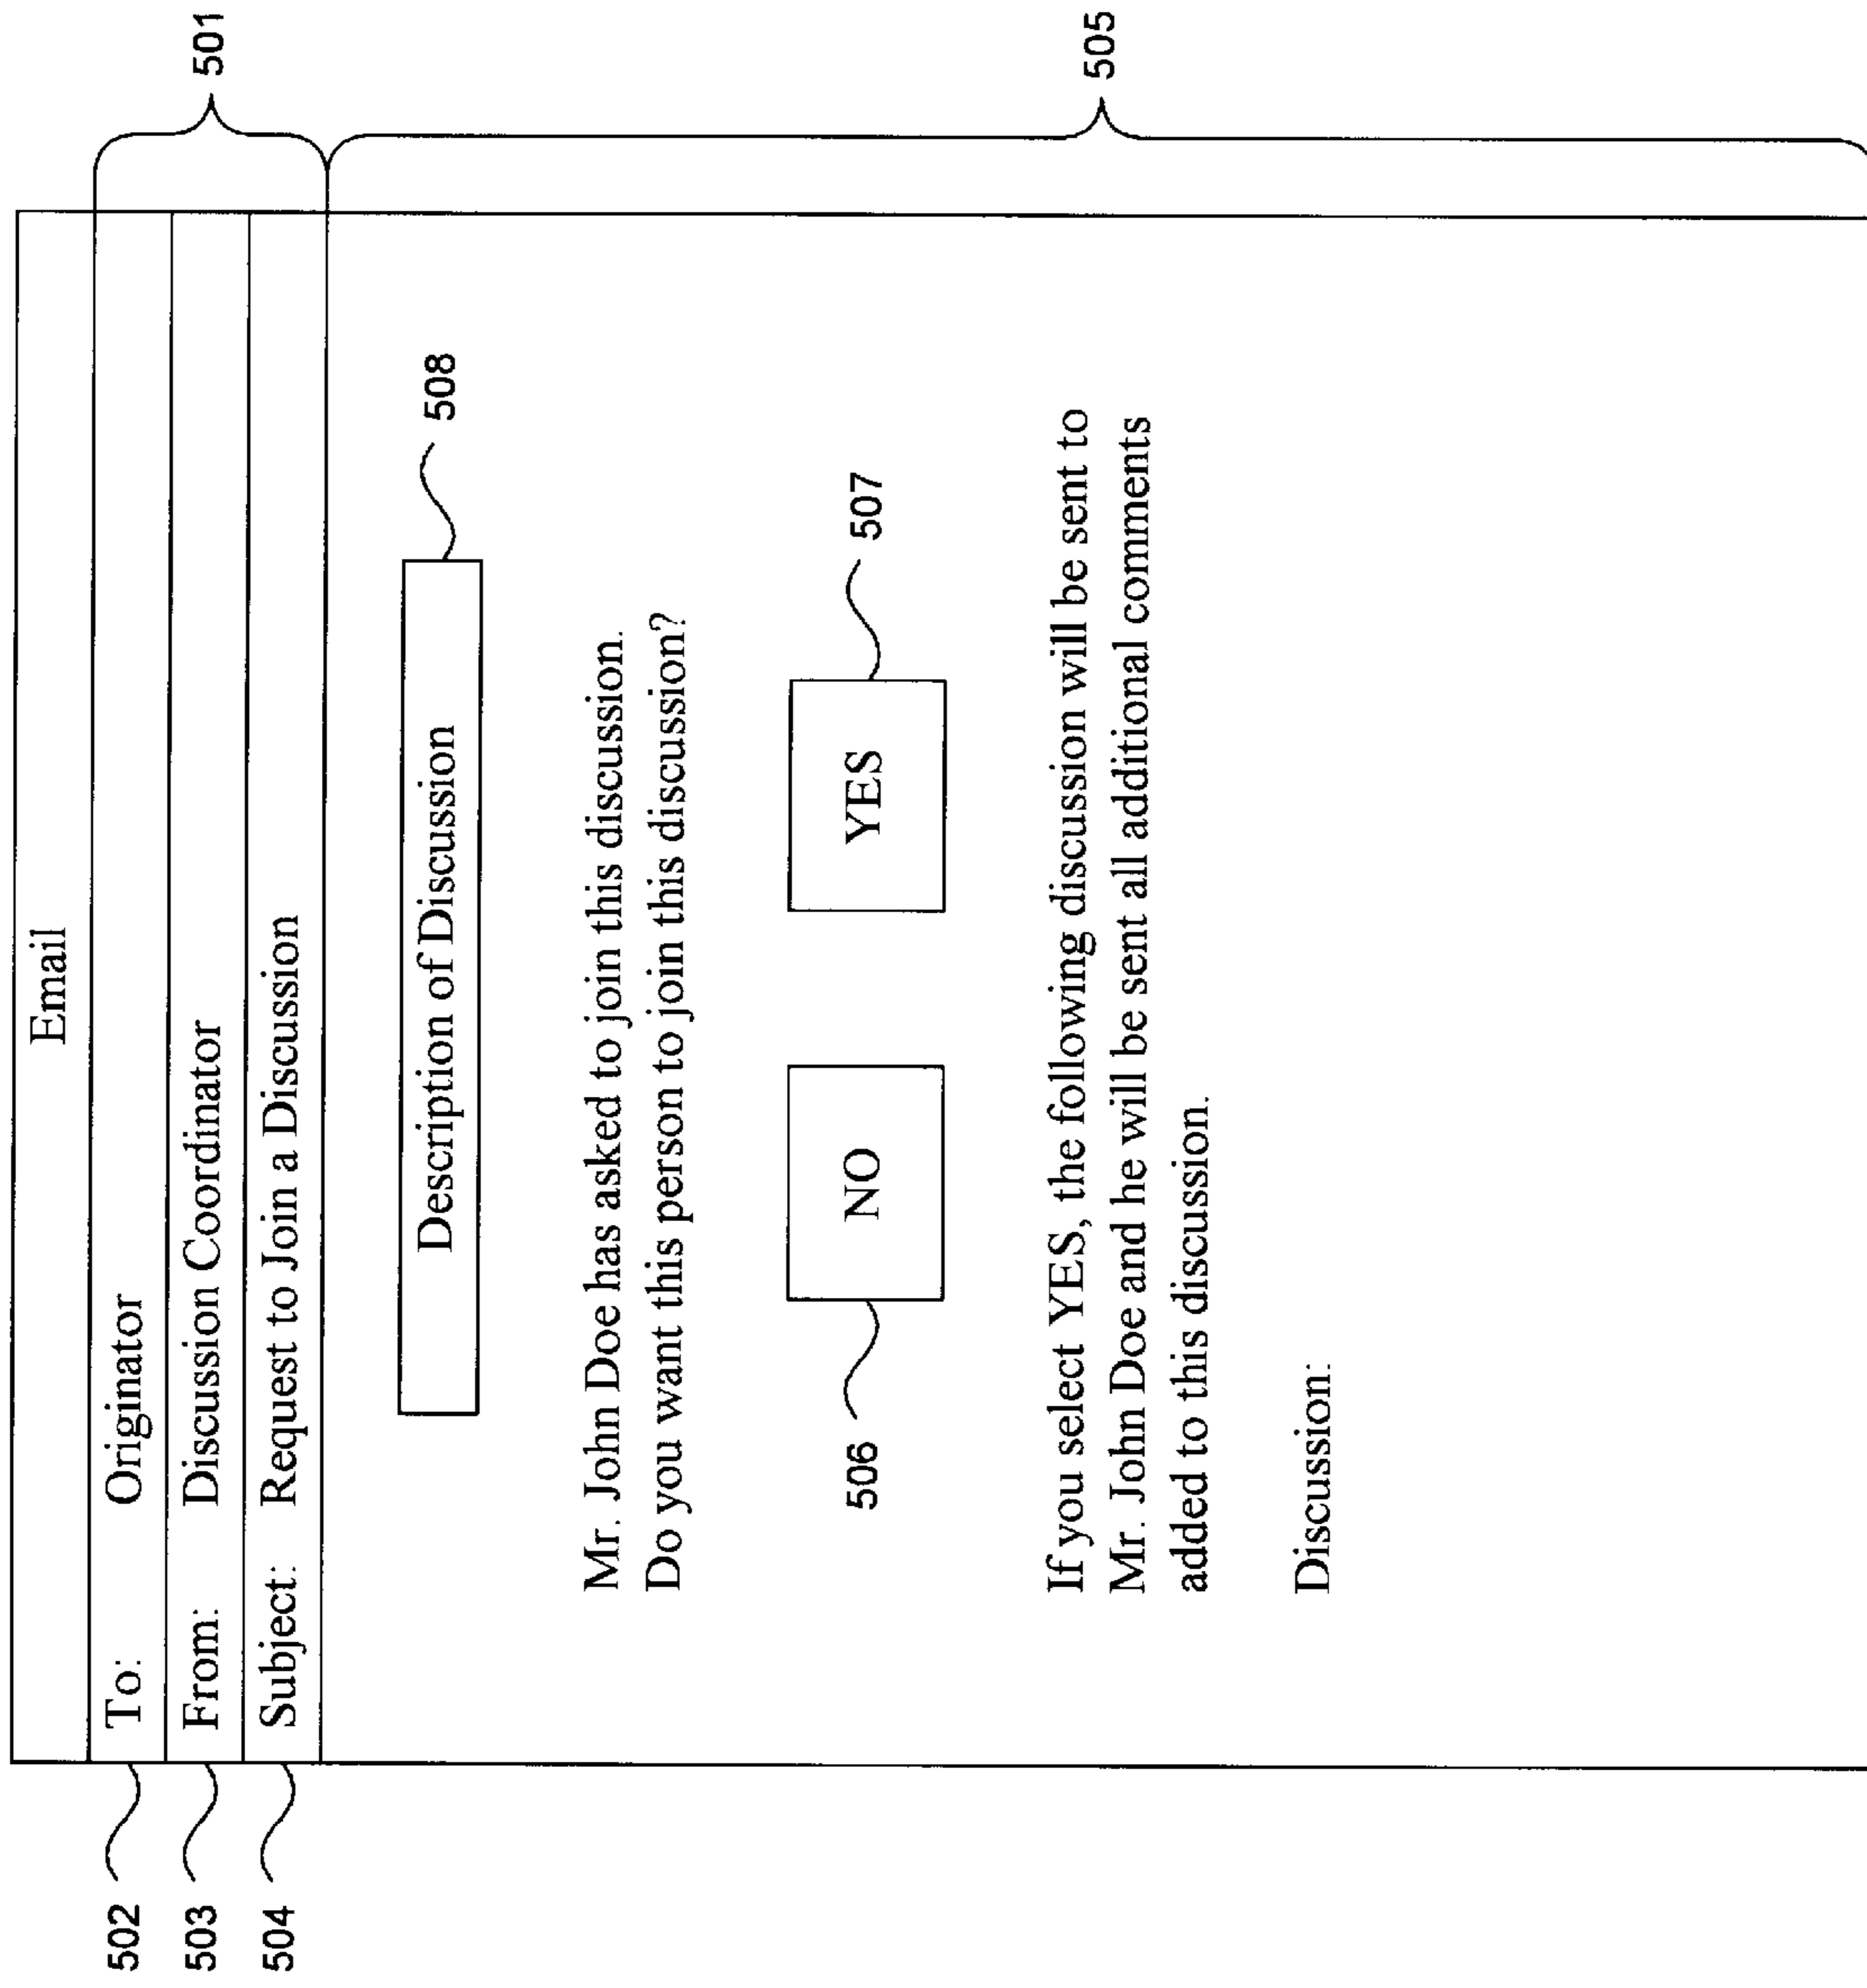 Email
501
502 To: Originator
503 From: Discussion Coordinator
504 Subject: Request to Join a Discussion
505
Description of Discussion 508
Mr. John Doe has asked to join this discussion.
Do you want this person to join this discussion?
506 NO YES 507
If you select YES, the following discussion will be sent to
Mr. John Doe and he will be sent all additional comments
added to this discussion.
Discussion: